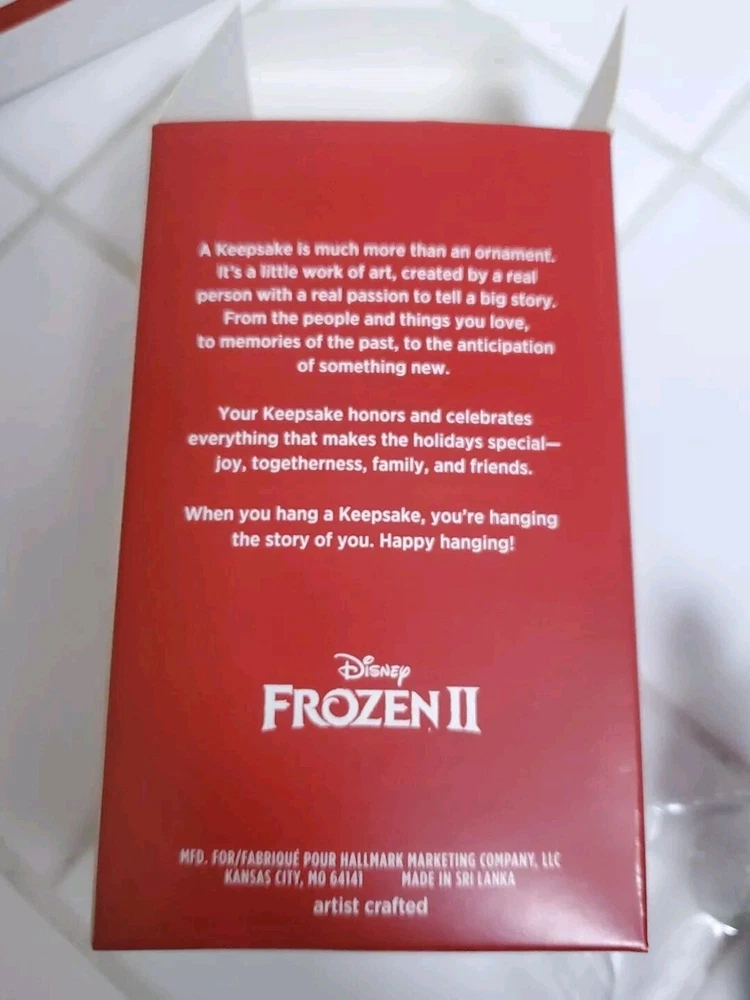 A Keepsake is much more than an ornament.
It's a little work of art, created by a real
person with a real passion to tell a big story.
From the people and things you love,
to memories of the past, to the anticipation
of something new.
Your Keepsake honors and celebrates
everything that makes the holidays special—
joy, togetherness, family, and friends.
When you hang a Keepsake, you're hanging
the story of you. Happy hanging!
Disney
FROZEN II
MFD. FOR/FABRIQUÉ POUR HALLMARK MARKETING COMPANY, LLC
KANSAS CITY, MO 64141 MADE IN SRI LANKA
artist crafted